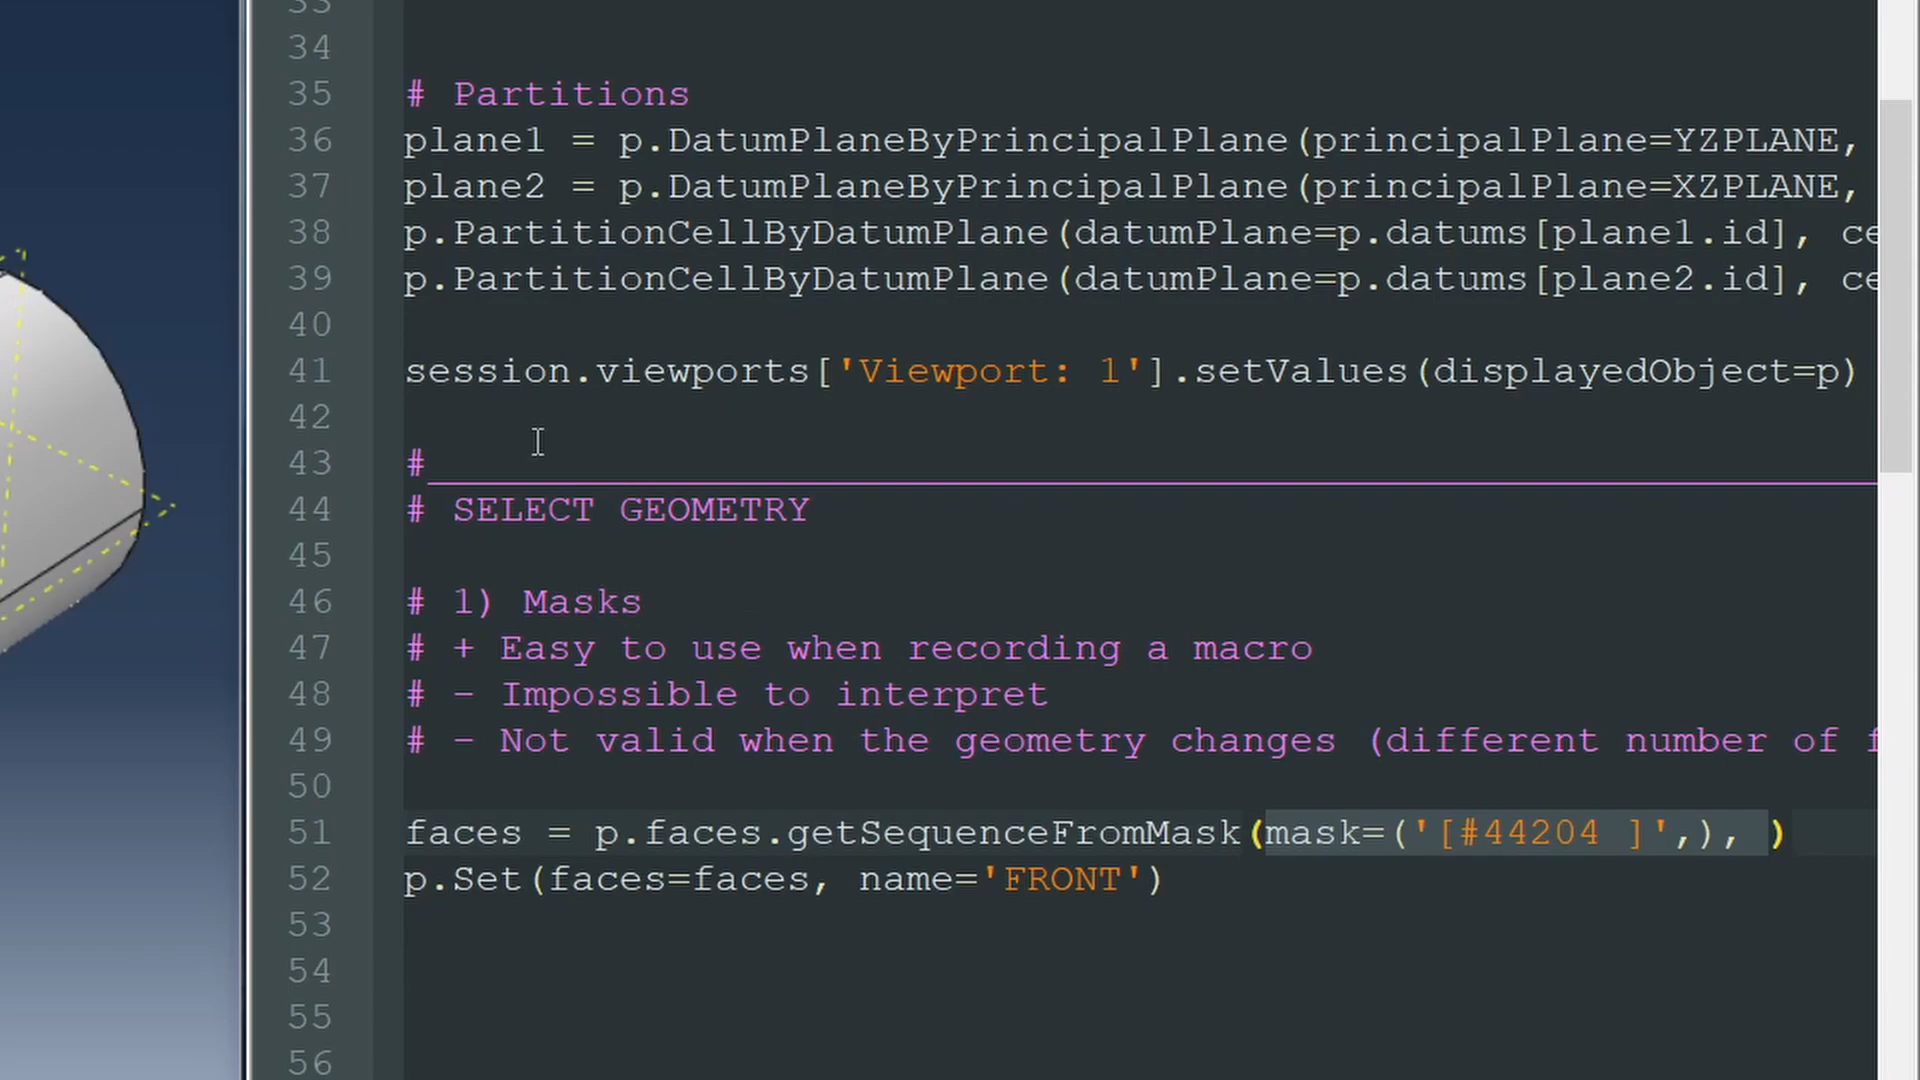 33
34
35 # Partitions
36 plane1 = p.DatumPlaneByPrincipalPlane(principalPlane=YZPLANE,
37 plane2 = p.DatumPlaneByPrincipalPlane(principalPlane=XZPLANE,
38 p.PartitionCellByDatumPlane(datumPlane=p.datums[plane1.id], ce
39 p.PartitionCellByDatumPlane(datumPlane=p.datums[plane2.id], ce
40
41 session.viewports['Viewport: 1'].setValues(displayedObject=p)
42
43 #______________________________________________________________
44 # SELECT GEOMETRY
45
46 # 1) Masks
47 # + Easy to use when recording a macro
48 # - Impossible to interpret
49 # - Not valid when the geometry changes (different number of f
50
51 faces = p.faces.getSequenceFromMask(mask=('[#44204 ]',), )
52 p.Set(faces=faces, name='FRONT')
53
54
55
56